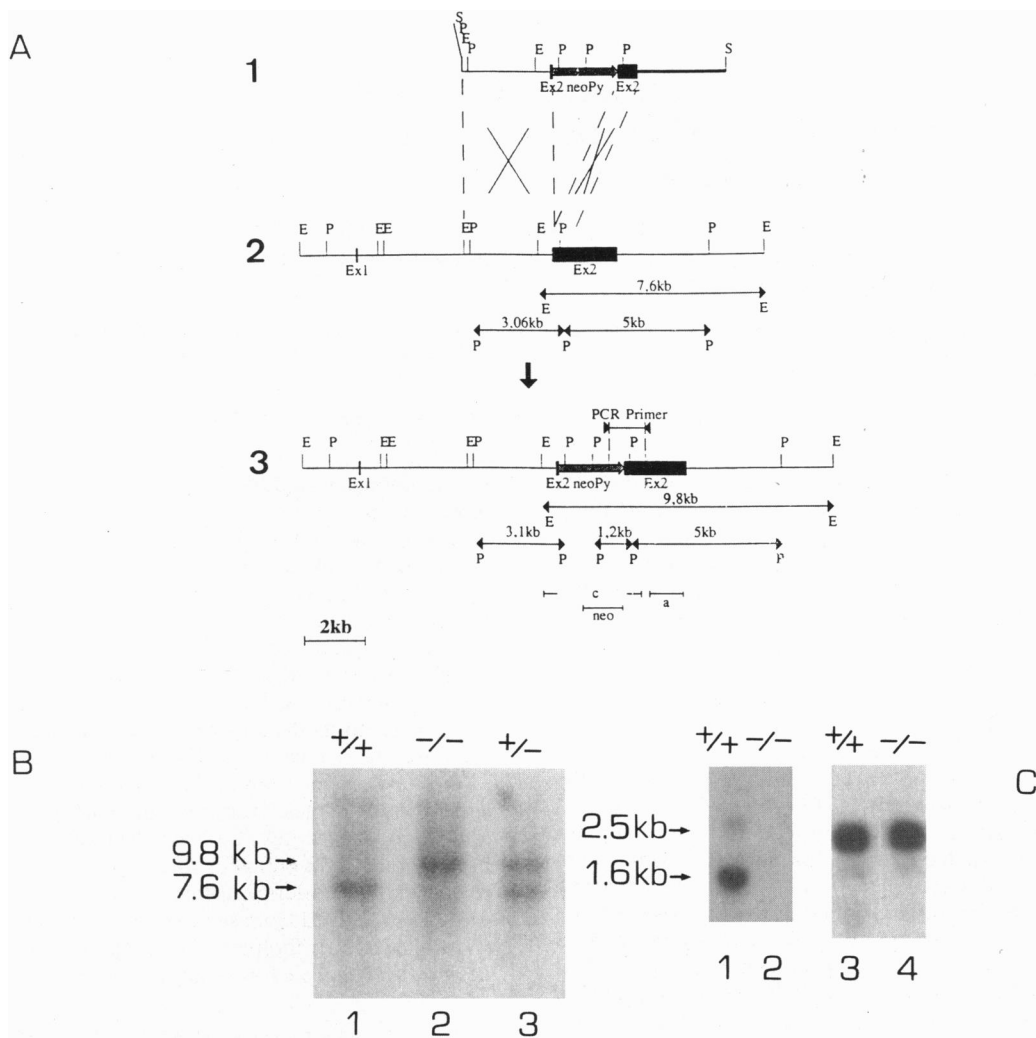 A
S
P
E
P
E
P
P
P
S
1
Ex2 neoPy
Ex2
E
P
EE
EP
E
P
P
E
2
Ex1
Ex2
7.6kb
E
E
3.06kb
5kb
P
P
P
PCR Primer
E
P
EE
EP
E
P
P
P
P
E
3
Ex1
Ex2 neoPy
Ex2
9,8kb
E
E
3.1kb
1,2kb
5kb
P
P
P
P
P
c
a
neo
2kb
B
+/+
-/-
+/-
9.8 kb
7.6 kb
1
2
3
+/+
-/-
+/+
-/-
C
2.5kb
1.6kb
1
2
3
4